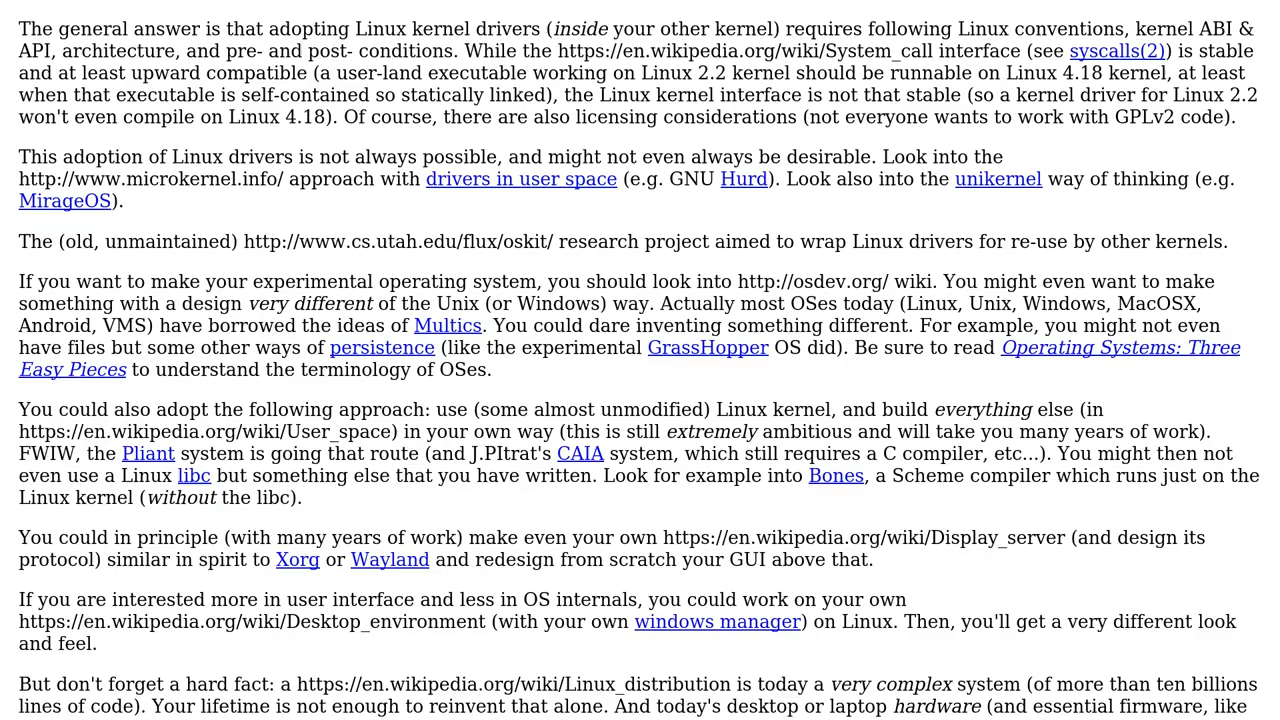 The general answer is that adopting Linux kernel drivers (inside your other kernel) requires following Linux conventions, kernel ABI &
API, architecture, and pre- and post- conditions. While the https://en.wikipedia.org/wiki/System_call interface (see syscalls(2)) is stable
and at least upward compatible (a user-land executable working on Linux 2.2 kernel should be runnable on Linux 4.18 kernel, at least
when that executable is self-contained so statically linked), the Linux kernel interface is not that stable (so a kernel driver for Linux 2.2
won't even compile on Linux 4.18). Of course, there are also licensing considerations (not everyone wants to work with GPLv2 code).
This adoption of Linux drivers is not always possible, and might not even always be desirable. Look into the
http://www.microkernel.info/ approach with drivers in user space (e.g. GNU Hurd). Look also into the unikernel way of thinking (e.g.
MirageOS).
The (old, unmaintained) http://www.cs.utah.edu/flux/oskit/ research project aimed to wrap Linux drivers for re-use by other kernels.
If you want to make your experimental operating system, you should look into http://osdev.org/ wiki. You might even want to make
something with a design very different of the Unix (or Windows) way. Actually most OSes today (Linux, Unix, Windows, MacOSX,
Android, VMS) have borrowed the ideas of Multics. You could dare inventing something different. For example, you might not even
have files but some other ways of persistence (like the experimental GrassHopper OS did). Be sure to read Operating Systems: Three
Easy Pieces to understand the terminology of OSes.
You could also adopt the following approach: use (some almost unmodified) Linux kernel, and build everything else (in
https://en.wikipedia.org/wiki/User_space) in your own way (this is still extremely ambitious and will take you many years of work).
FWIW, the Pliant system is going that route (and J.PItrat's CAIA system, which still requires a C compiler, etc...). You might then not
even use a Linux libc but something else that you have written. Look for example into Bones, a Scheme compiler which runs just on the
Linux kernel (without the libc).
You could in principle (with many years of work) make even your own https://en.wikipedia.org/wiki/Display_server (and design its
protocol) similar in spirit to Xorg or Wayland and redesign from scratch your GUI above that.
If you are interested more in user interface and less in OS internals, you could work on your own
https://en.wikipedia.org/wiki/Desktop_environment (with your own windows manager) on Linux. Then, you'll get a very different look
and feel.
But don't forget a hard fact: a https://en.wikipedia.org/wiki/Linux_distribution is today a very complex system (of more than ten billions
lines of code). Your lifetime is not enough to reinvent that alone. And today's desktop or laptop hardware (and essential firmware, like